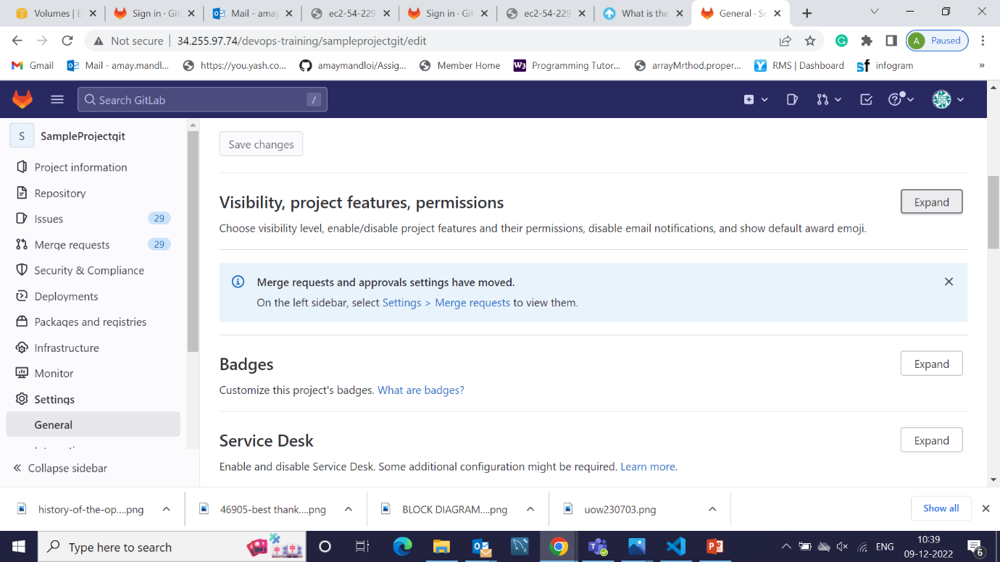 Volumes | E
Sign in · Git
Mail - amay
ec2-54-229
Sign in · Git
ec2-54-229
What is the
General · Se
Not secure | 34.255.97.74/devops-training/sampleprojectgit/edit
A Paused
Gmail
Mail - amay.mandl...
https://you.yash.co...
amaymandloi/Assig...
Member Home
W3 Programming Tutor...
arrayMrthod.proper...
RMS | Dashboard
sf infogram
»
Search GitLab /
S SampleProjectgit
Project information
Repository
Issues 29
Merge requests 29
Security & Compliance
Deployments
Packages and registries
Infrastructure
Monitor
Settings
General
Collapse sidebar
Save changes
Visibility, project features, permissions
Expand
Choose visibility level, enable/disable project features and their permissions, disable email notifications, and show default award emoji.
Merge requests and approvals settings have moved.
On the left sidebar, select Settings > Merge requests to view them.
Badges
Expand
Customize this project's badges. What are badges?
Service Desk
Expand
Enable and disable Service Desk. Some additional configuration might be required. Learn more.
history-of-the-op....png
46905-best thank....png
BLOCK DIAGRAM....png
uow230703.png
Show all
Type here to search
ENG
10:39
09-12-2022
6